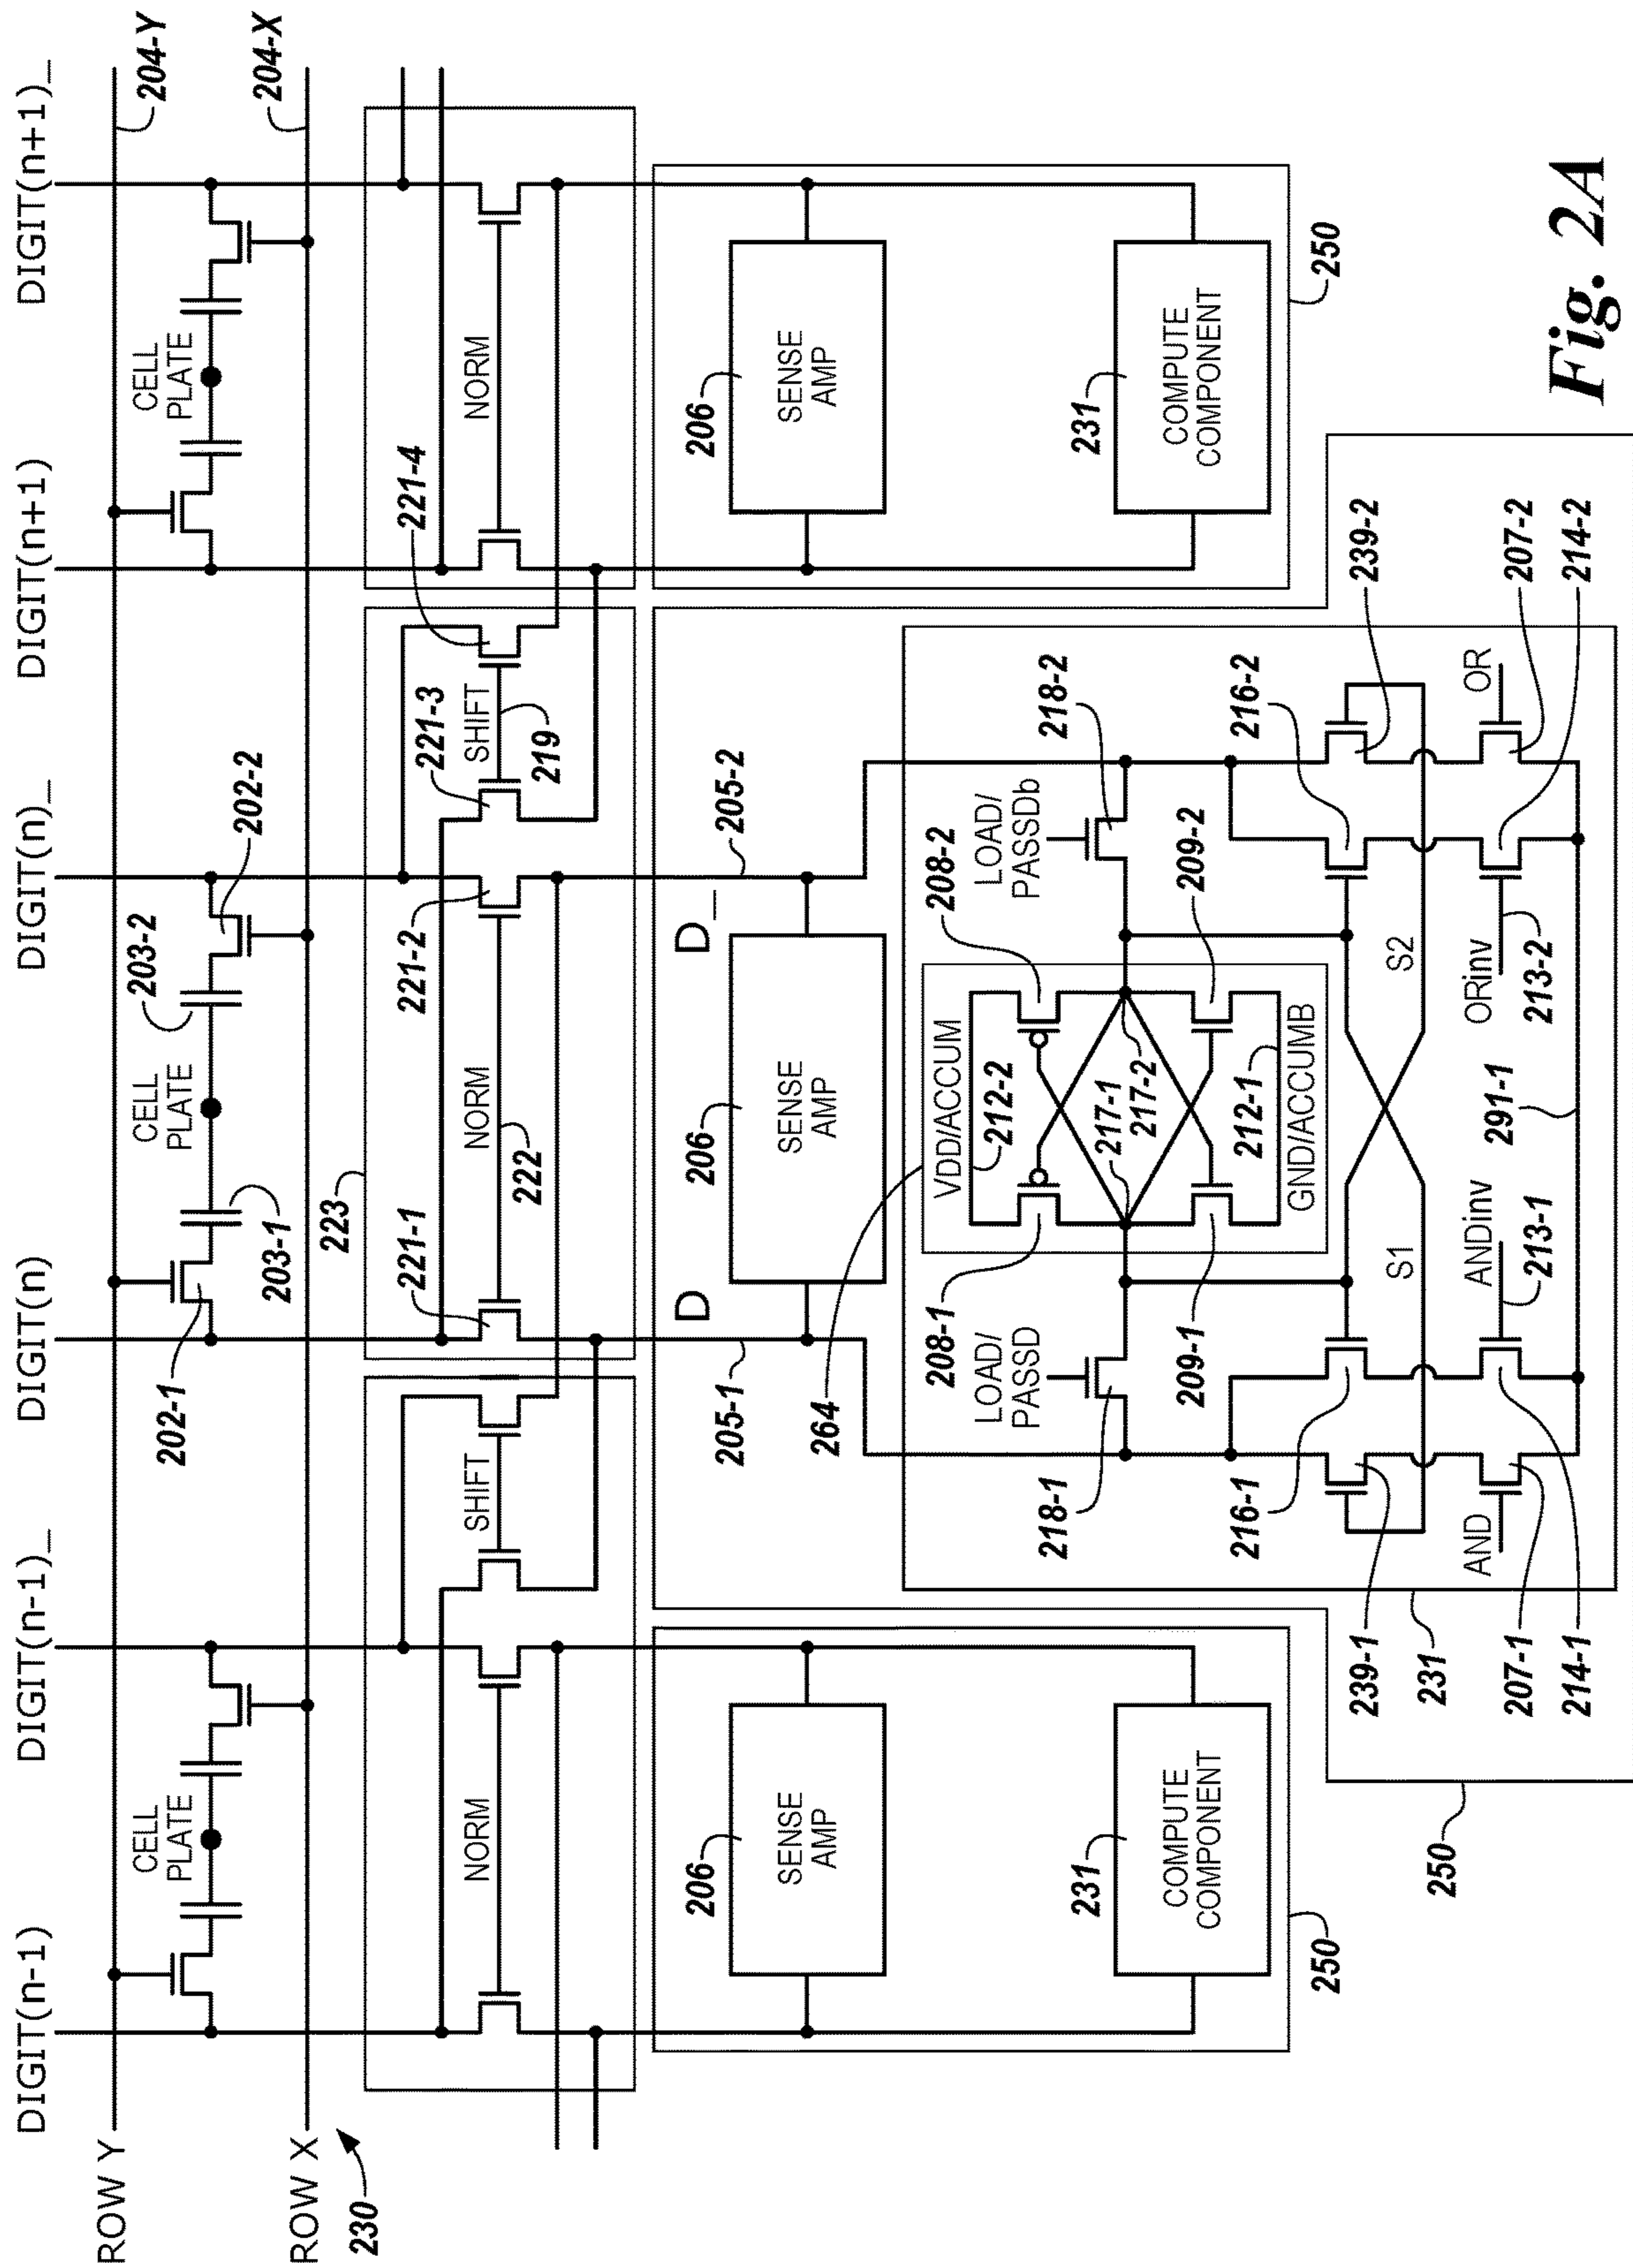 DIGIT(n-1)
DIGIT(n-1)_
DIGIT(n)
DIGIT(n)_
DIGIT(n+1)
DIGIT(n+1)_
ROW Y
204-Y
CELL
PLATE
202-1
CELL
PLATE
203-2
202-2
CELL
PLATE
203-1
204-X
ROW X
230
223
NORM
SHIFT
221-1
NORM
222
221-2
221-3
SHIFT
219
221-4
NORM
205-1
D
D_
205-2
206
SENSE
AMP
206
SENSE
AMP
206
SENSE
AMP
264
208-1
VDD/ACCUM
212-2
208-2
218-1
LOAD/
PASSD
LOAD/
PASSDb
218-2
217-1
217-2
209-1
212-1
GND/ACCUMB
209-2
231
COMPUTE
COMPONENT
231
COMPUTE
COMPONENT
250
250
216-1
216-2
239-1
S1
S2
239-2
231
250
AND
ANDinv
213-1
ORinv
213-2
OR
207-1
207-2
214-1
291-1
214-2
Fig. 2A